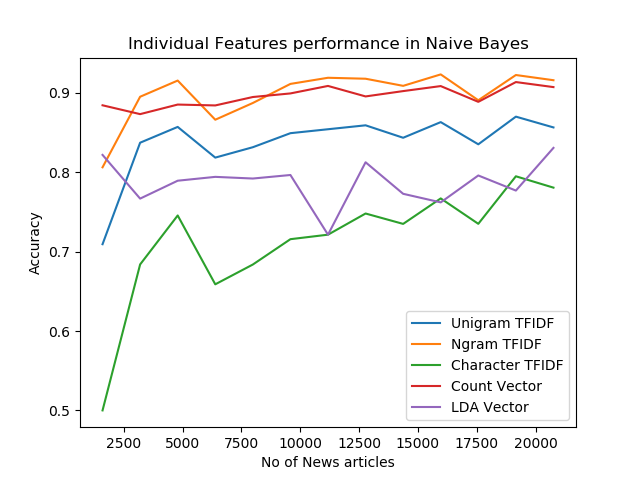 Individual Features performance in Naive Bayes
0.9
0.8
0.7
0.6
0.5
Accuracy
Unigram TFIDF
Ngram TFIDF
Character TFIDF
Count Vector
LDA Vector
2500 5000 7500 10000 12500 15000 17500 20000
No of News articles